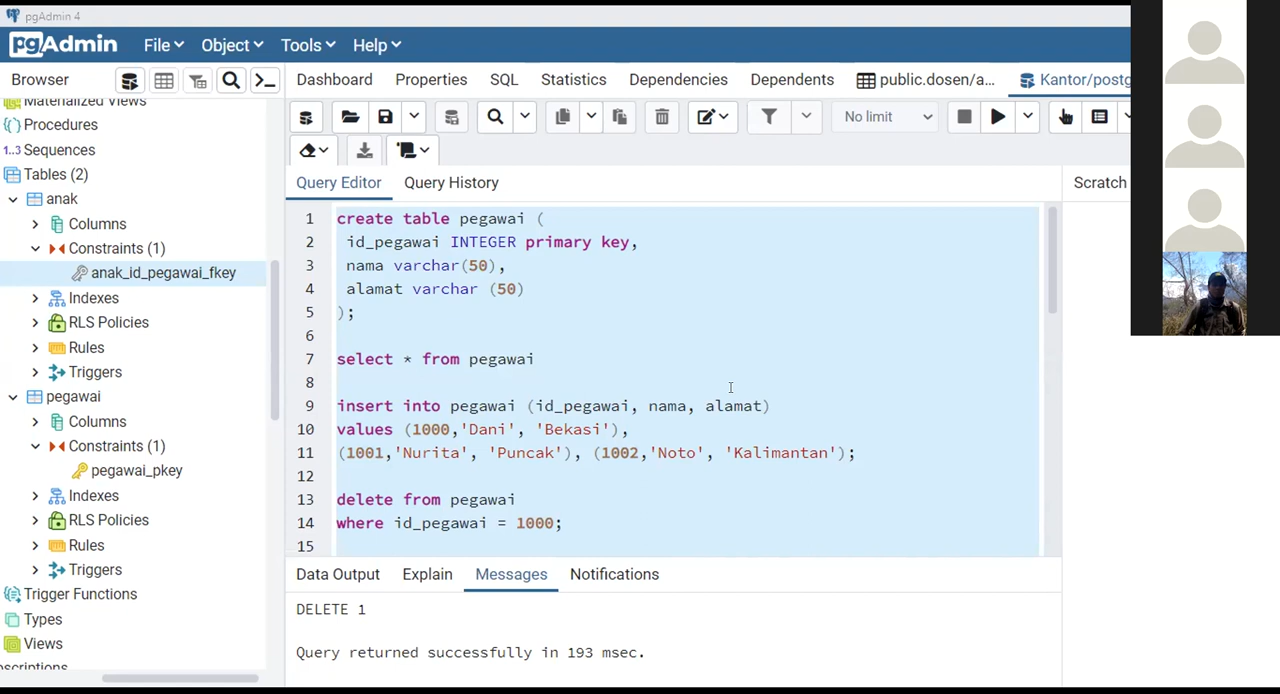 pgAdmin 4
pgAdmin File Object Tools Help
Browser
Dashboard Properties SQL Statistics Dependencies Dependents public.dosen/a... Kantor/postg
Materialized Views
Procedures
1..3 Sequences
Tables (2)
anak
Columns
Constraints (1)
anak_id_pegawai_fkey
Indexes
RLS Policies
Rules
Triggers
pegawai
Columns
Constraints (1)
pegawai_pkey
Indexes
RLS Policies
Rules
Triggers
Trigger Functions
Types
Views
No limit
Query Editor Query History
Scratch
1 create table pegawai (
2 id_pegawai INTEGER primary key,
3 nama varchar(50),
4 alamat varchar (50)
5 );
6
7 select * from pegawai
8
9 insert into pegawai (id_pegawai, nama, alamat)
10 values (1000,'Dani', 'Bekasi'),
11 (1001,'Nurita', 'Puncak'), (1002,'Noto', 'Kalimantan');
12
13 delete from pegawai
14 where id_pegawai = 1000;
15
Data Output Explain Messages Notifications
DELETE 1
Query returned successfully in 193 msec.